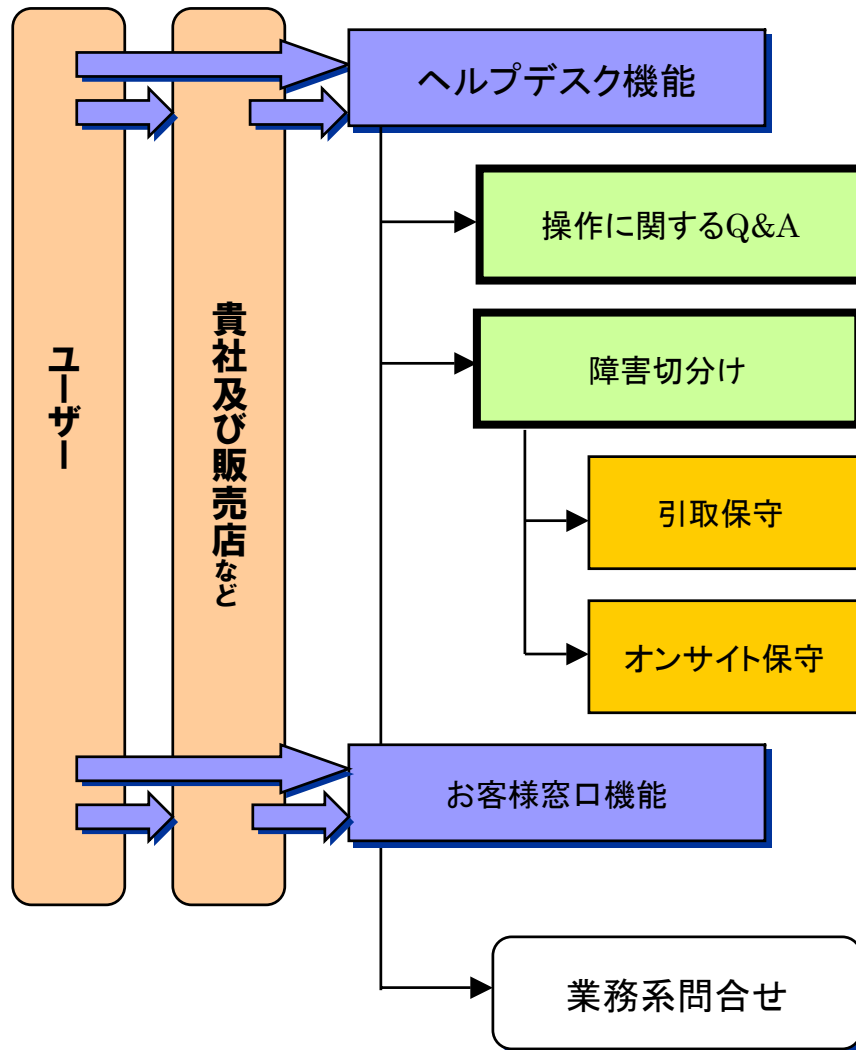 ユーザー
貴社及び販売店など
ヘルプデスク機能
操作に関するQ&A
障害切分け
引取保守
オンサイト保守
お客様窓口機能
業務系問合せ